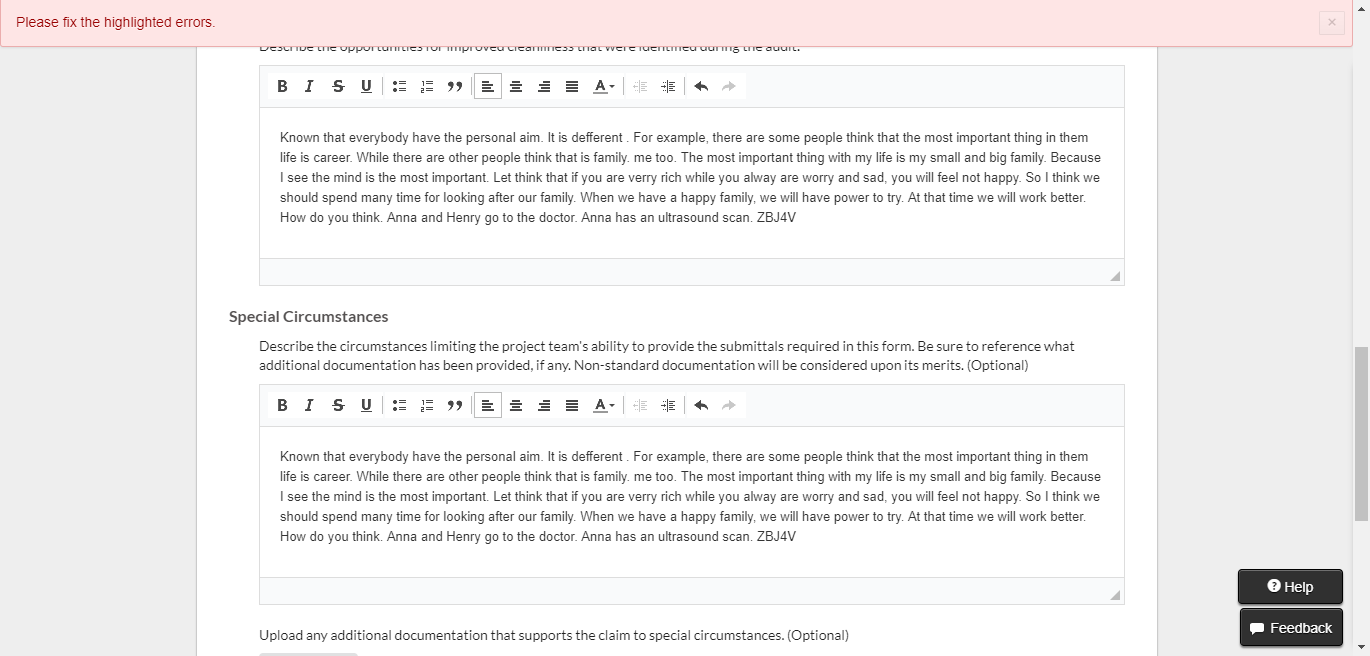 Please fix the highlighted errors.
×
Describe the opportunities for improved cleanliness that were identified during the audit.
B I S U A
Known that everybody have the personal aim. It is defferent . For example, there are some people think that the most important thing in them
life is career. While there are other people think that is family. me too. The most important thing with my life is my small and big family. Because
I see the mind is the most important. Let think that if you are verry rich while you alway are worry and sad, you will feel not happy. So I think we
should spend many time for looking after our family. When we have a happy family, we will have power to try. At that time we will work better.
How do you think. Anna and Henry go to the doctor. Anna has an ultrasound scan. ZBJ4V
Special Circumstances
Describe the circumstances limiting the project team's ability to provide the submittals required in this form. Be sure to reference what
additional documentation has been provided, if any. Non-standard documentation will be considered upon its merits. (Optional)
B I S U A
Known that everybody have the personal aim. It is defferent . For example, there are some people think that the most important thing in them
life is career. While there are other people think that is family. me too. The most important thing with my life is my small and big family. Because
I see the mind is the most important. Let think that if you are verry rich while you alway are worry and sad, you will feel not happy. So I think we
should spend many time for looking after our family. When we have a happy family, we will have power to try. At that time we will work better.
How do you think. Anna and Henry go to the doctor. Anna has an ultrasound scan. ZBJ4V
Upload any additional documentation that supports the claim to special circumstances. (Optional)
Help
Feedback